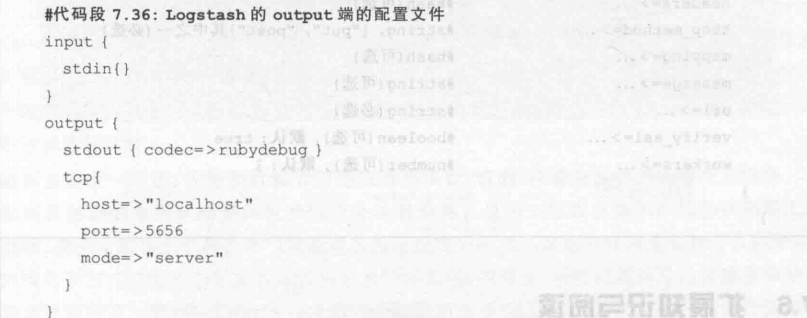 #代码段 7.36: Logstash 的 output 端的配置文件
input {
stdin{}
}
output {
stdout { codec=>rubydebug }
tcp{
host=>"localhost"
port=>5656
mode=>"server"
}
}